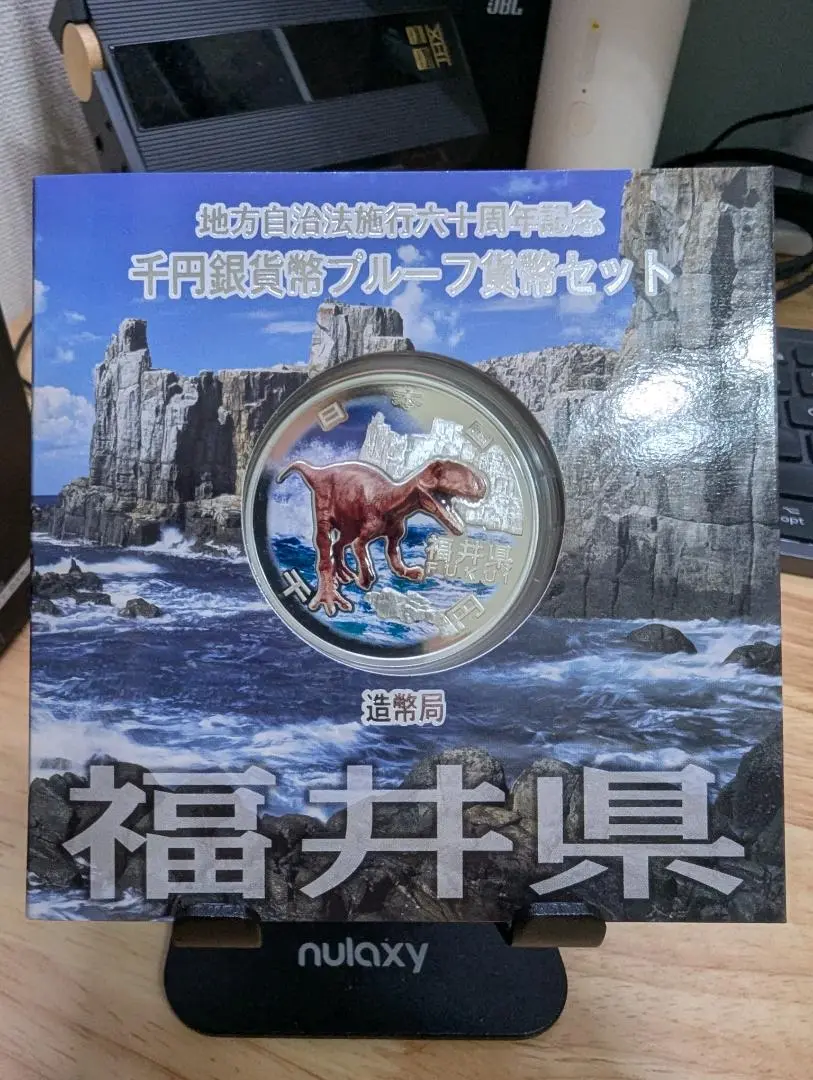 JBL
地方自治法施行六十周年記念
千円銀貨幣プルーフ貨幣セット
日本国
福井県
FUKUI
千円
造幣局
福井県
opt
nulaxy